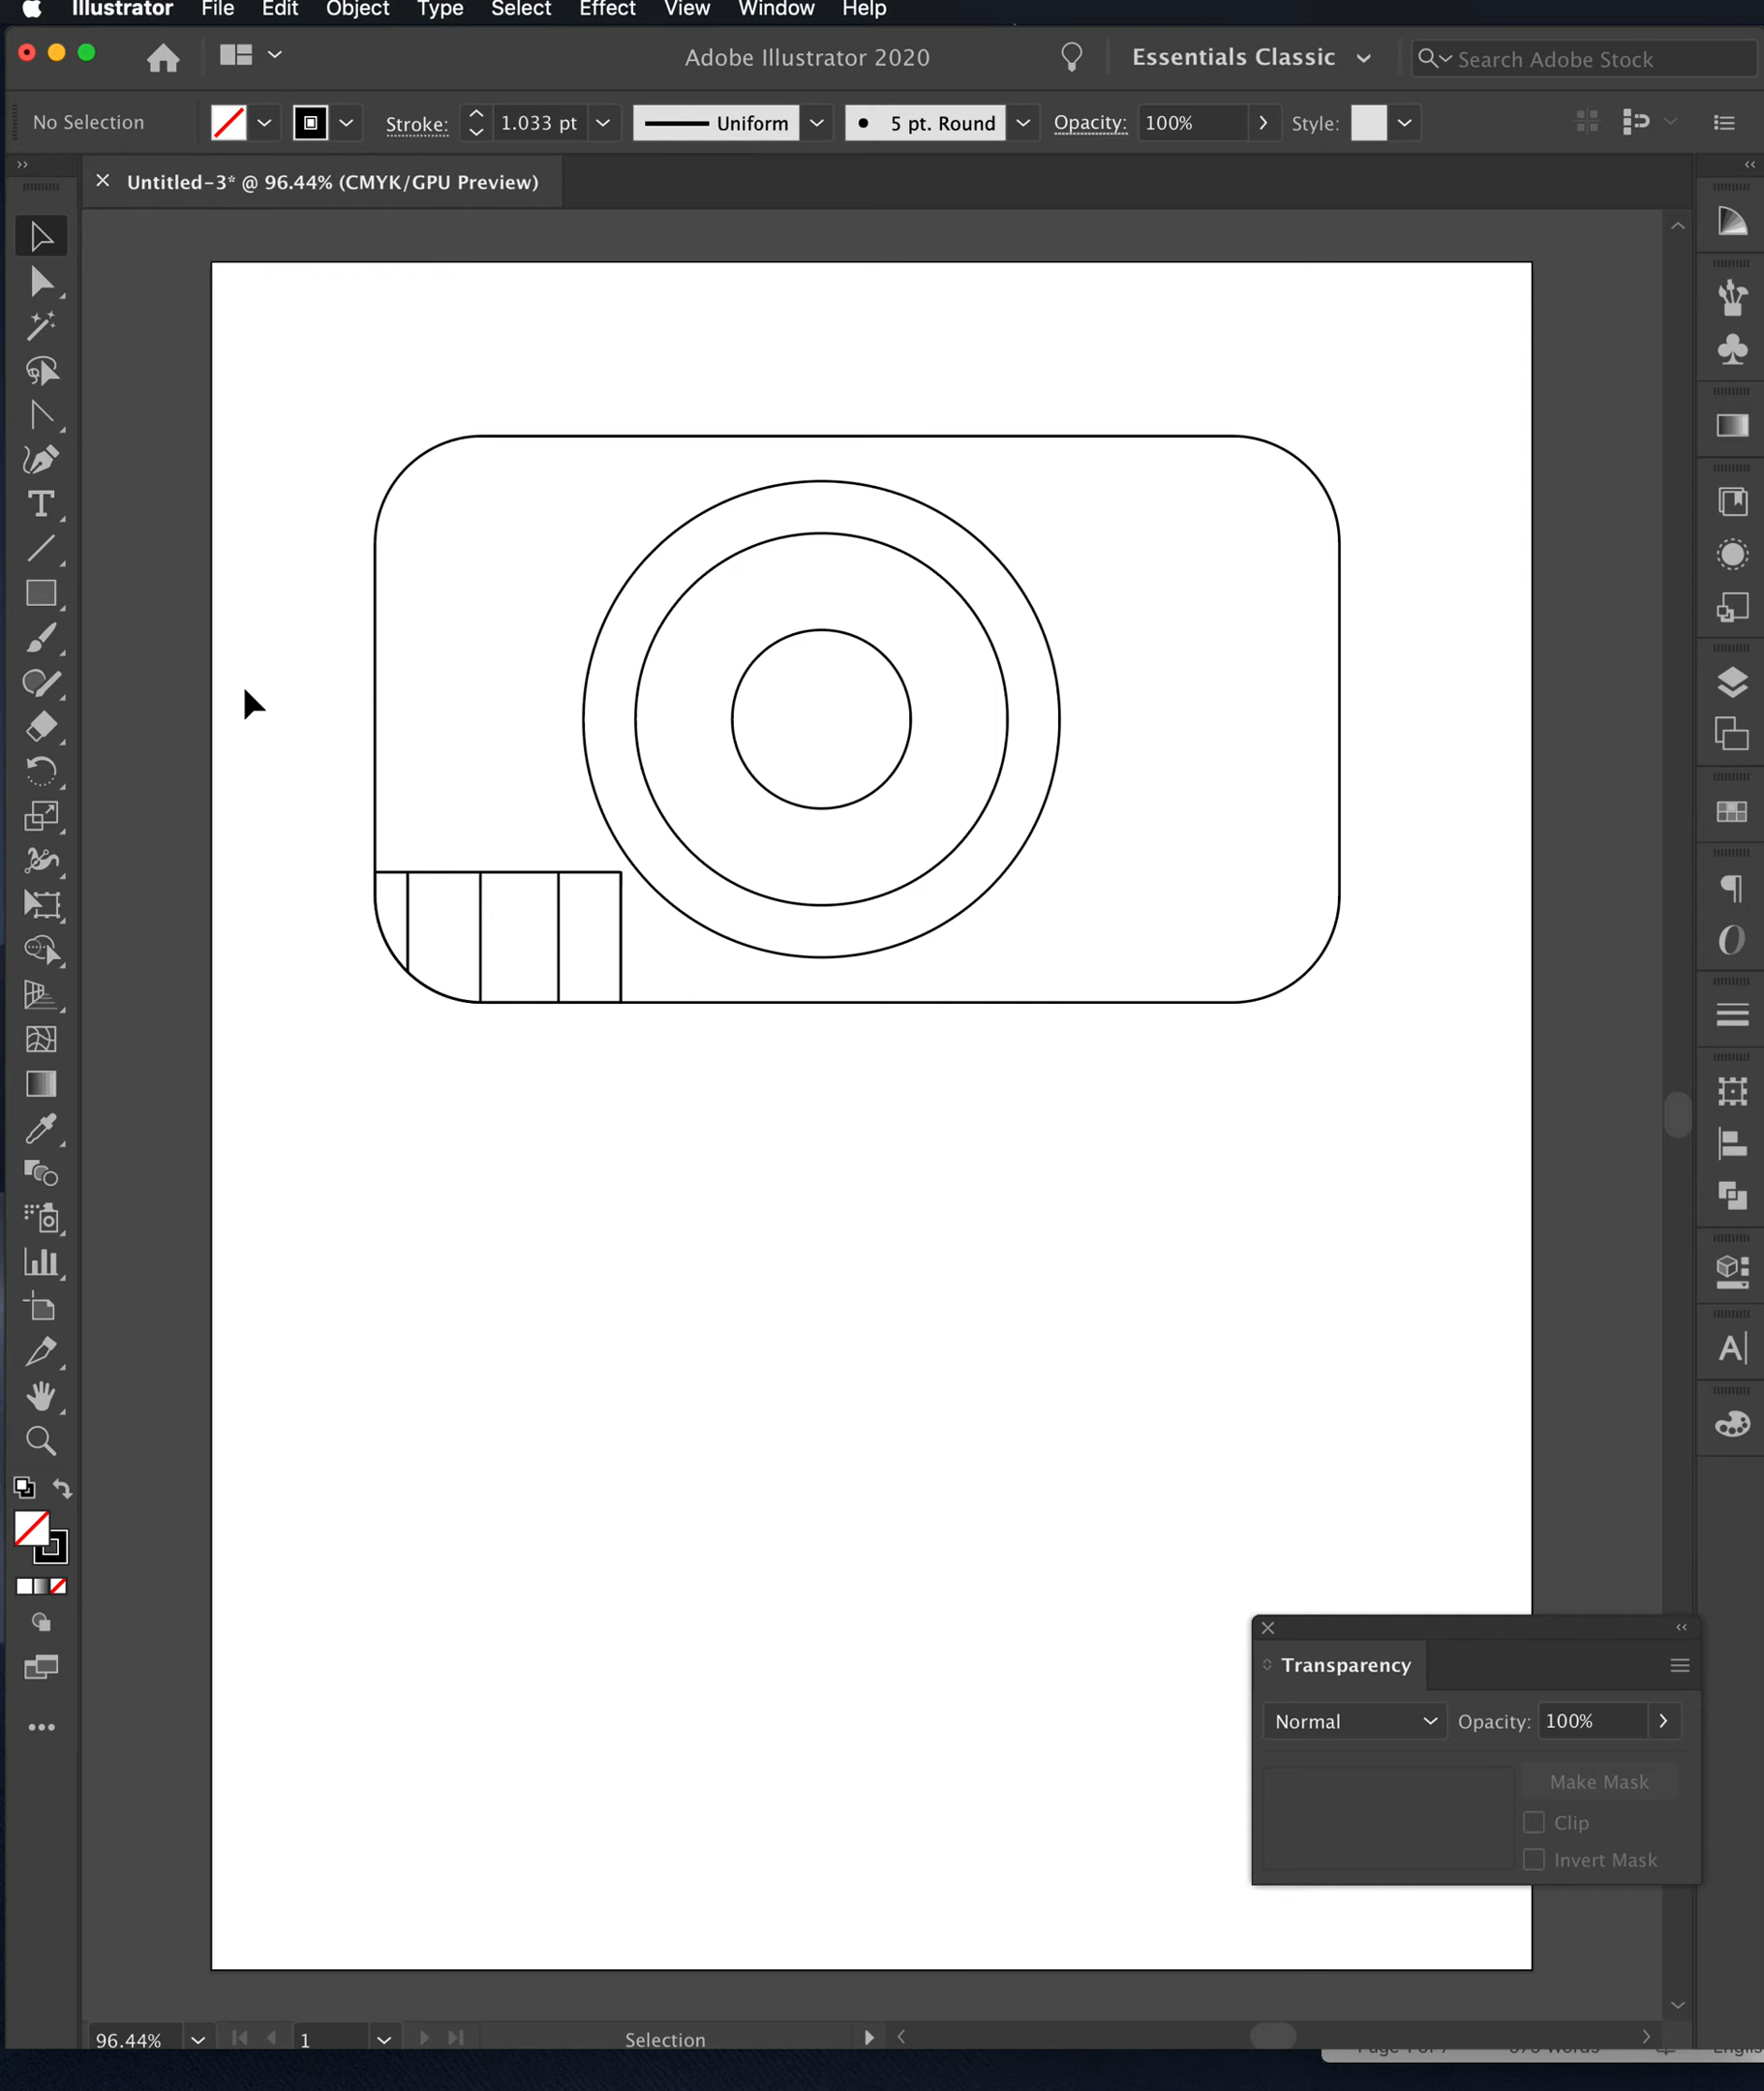 Illustrator File Edit Object Type Select Effect View Window Help
Adobe Illustrator 2020 Essentials Classic Search Adobe Stock
No Selection Stroke: 1.033 pt Uniform 5 pt. Round Opacity: 100% Style:
Untitled-3* @ 96.44% (CMYK/GPU Preview)
Transparency
Normal Opacity: 100%
Make Mask
Clip
Invert Mask
96.44% 1 Selection